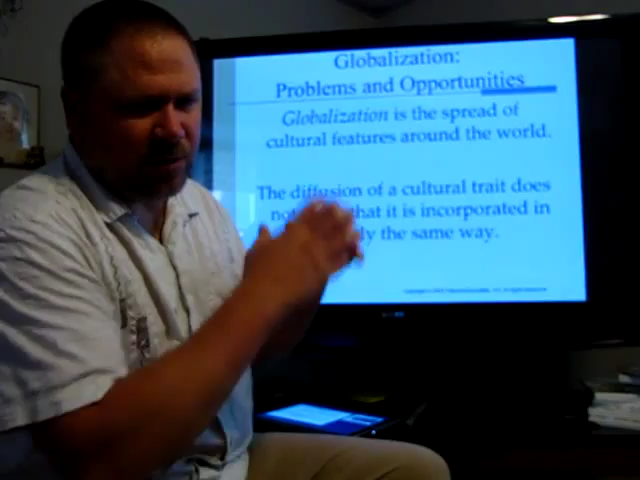 Globalization:
Problems and Opportunities
Globalization is the spread of
cultural features around the world.
The diffusion of a cultural trait does
that it is incorporated in
the same way.